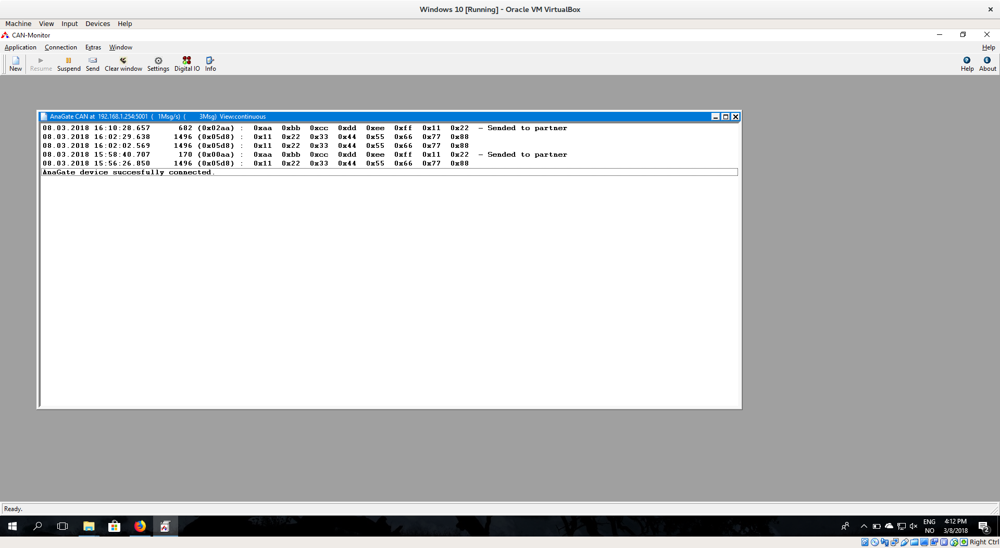 Windows 10 [Running] - Oracle VM VirtualBox
Machine View Input Devices Help
CAN-Monitor
Application Connection Extras Window Help
New Resume Suspend Send Clear window Settings Digital IO Info Help About
AnaGate CAN at 192.168.1.254:5001 ( 1Msg/s) ( 3Msg) View:continuous
08.03.2018 16:10:28.657 682 (0x02aa) : 0xaa 0xbb 0xcc 0xdd 0xee 0xff 0x11 0x22 - Sended to partner
08.03.2018 16:02:29.638 1496 (0x05d8) : 0x11 0x22 0x33 0x44 0x55 0x66 0x77 0x88
08.03.2018 16:02:02.569 1496 (0x05d8) : 0x11 0x22 0x33 0x44 0x55 0x66 0x77 0x88
08.03.2018 15:58:40.707 170 (0x00aa) : 0xaa 0xbb 0xcc 0xdd 0xee 0xff 0x11 0x22 - Sended to partner
08.03.2018 15:56:26.850 1496 (0x05d8) : 0x11 0x22 0x33 0x44 0x55 0x66 0x77 0x88
AnaGate device succesfully connected.
Ready.
ENG 4:12 PM
NO 3/8/2018 2
Right Ctrl